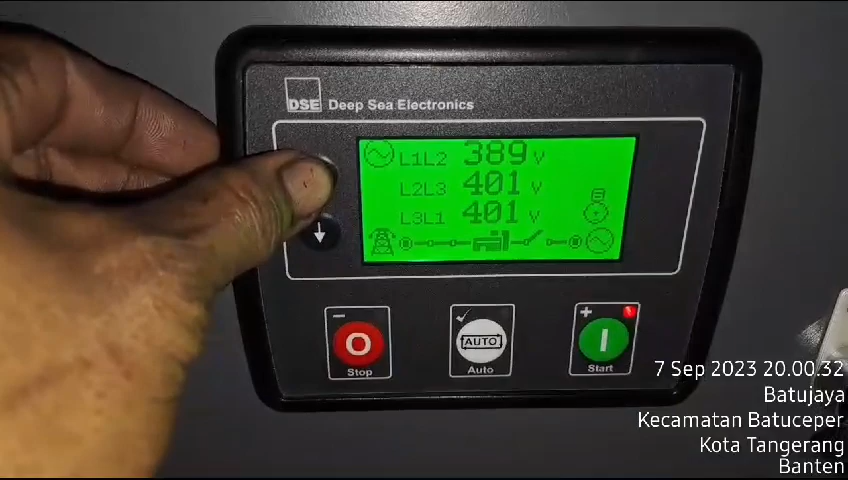 DSE Deep Sea Electronics
L1L2 389 V
L2L3 401 V
L3L1 401 V
Stop
AUTO
Auto
Start
7 Sep 2023 20.00.32
Batujaya
Kecamatan Batuceper
Kota Tangerang
Banten